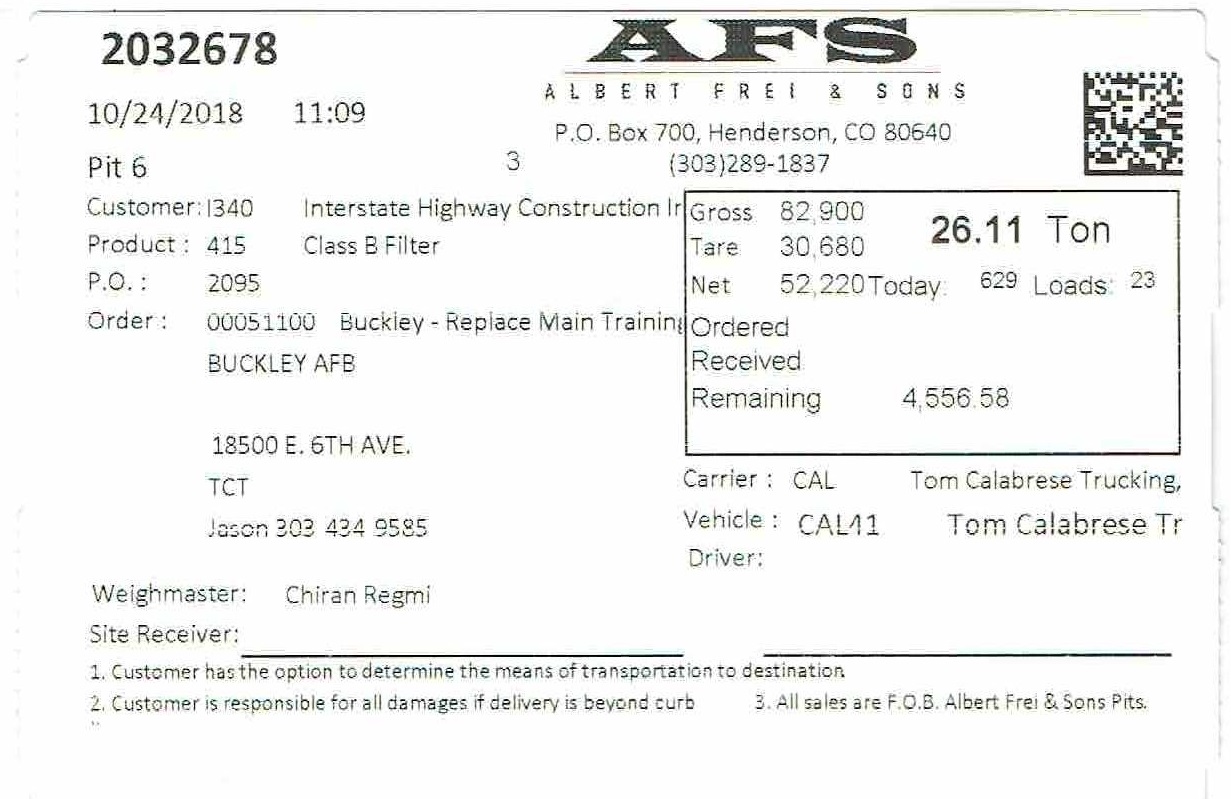 2032678
AFS
ALBERT FREI & SONS
10/24/2018 11:09
P.O. Box 700, Henderson, CO 80640
Pit 6 3 (303)289-1837
Customer: I340 Interstate Highway Construction Ir
Product : 415 Class B Filter
P.O. : 2095
Order : 00051100 Buckley - Replace Main Training
BUCKLEY AFB
18500 E. 6TH AVE.
TCT
Jason 303 434 9585
Gross 82,900 26.11 Ton
Tare 30,680
Net 52,220 Today: 629 Loads: 23
Ordered
Received
Remaining 4,556.58
Carrier : CAL Tom Calabrese Trucking,
Vehicle : CAL41 Tom Calabrese Tr
Driver:
Weighmaster: Chiran Regmi
Site Receiver:
1. Customer has the option to determine the means of transportation to destination
2. Customer is responsible for all damages if delivery is beyond curb 3. All sales are F.O.B. Albert Frei & Sons Pits.